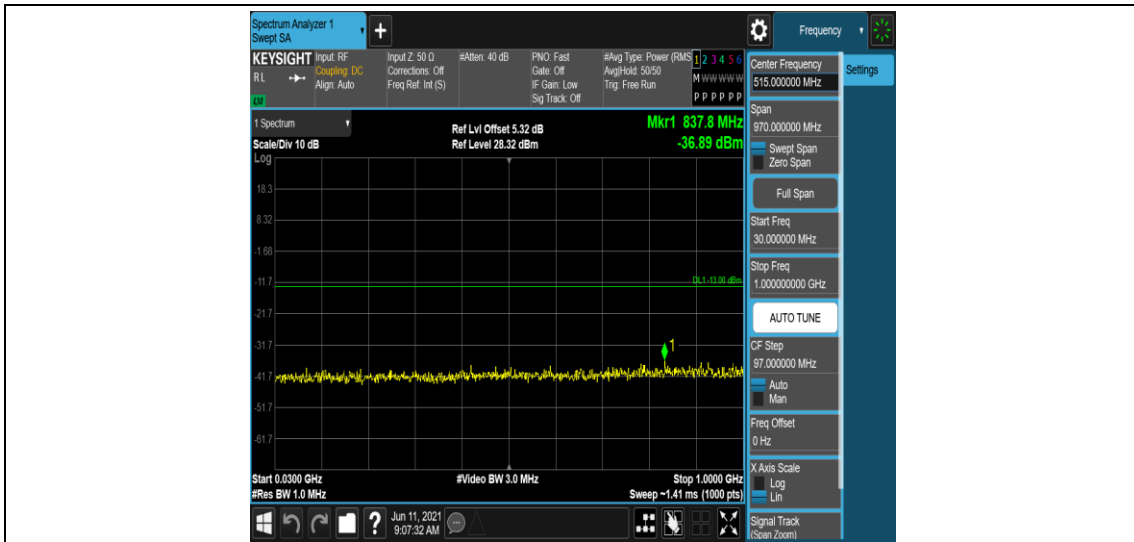 Spectrum Analyzer 1
Swept SA
Frequency
KEYSIGHT
RL
LXI
Input: RF
Coupling: DC
Align: Auto
Input Z: 50 Ω
Corrections: Off
Freq Ref: Int (S)
#Atten: 40 dB
PNO: Fast
Gate: Off
IF Gain: Low
Sig Track: Off
#Avg Type: Power (RMS
Avg|Hold: 50/50
Trig: Free Run
1 2 3 4 5 6
M W W W W W
P P P P P P
Center Frequency
515.000000 MHz
Settings
1 Spectrum
Scale/Div 10 dB
Log
Ref Lvl Offset 5.32 dB
Ref Level 28.32 dBm
Mkr1 837.8 MHz
-36.89 dBm
18.3
8.32
-1.68
-11.7
-21.7
-31.7
-41.7
-51.7
-61.7
DL1 -13.00 dBm
1
Start 0.0300 GHz
#Res BW 1.0 MHz
#Video BW 3.0 MHz
Stop 1.0000 GHz
Sweep ~1.41 ms (1000 pts)
Span
970.000000 MHz
Swept Span
Zero Span
Full Span
Start Freq
30.000000 MHz
Stop Freq
1.000000000 GHz
AUTO TUNE
CF Step
97.000000 MHz
Auto
Man
Freq Offset
0 Hz
X Axis Scale
Log
Lin
Signal Track
(Span Zoom)
?
Jun 11, 2021
9:07:32 AM